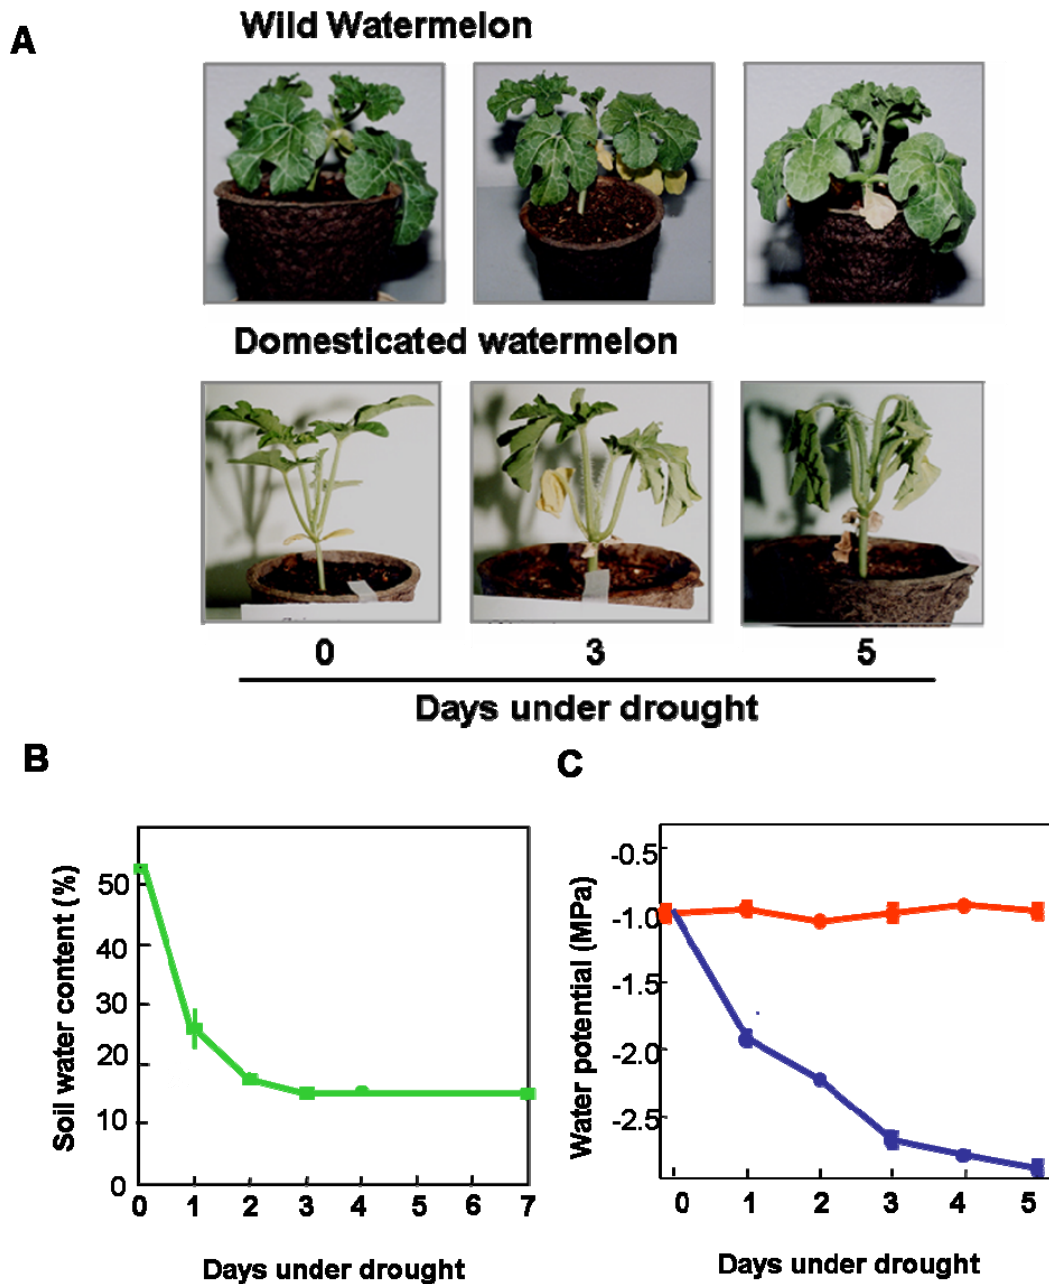 A
Wild Watermelon
Domesticated watermelon
0 3 5
Days under drought
B
C
Soil water content (%)
50
40
30
20
10
0
0 1 2 3 4 5 6 7
Days under drought
Water potential (MPa)
-0.5
-1.0
-1.5
-2.0
-2.5
0 1 2 3 4 5
Days under drought